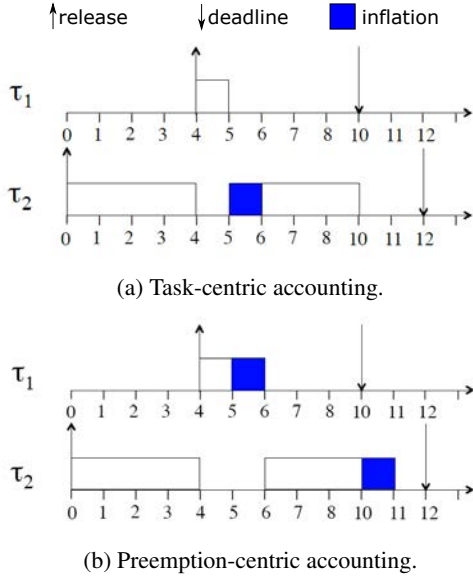 release deadline inflation
τ1
0 1 2 3 4 5 6 7 8 9 10 11 12
τ2
0 1 2 3 4 5 6 7 8 9 10 11 12
(a) Task-centric accounting.
τ1
0 1 2 3 4 5 6 7 8 9 10 11 12
τ2
0 1 2 3 4 5 6 7 8 9 10 11 12
(b) Preemption-centric accounting.